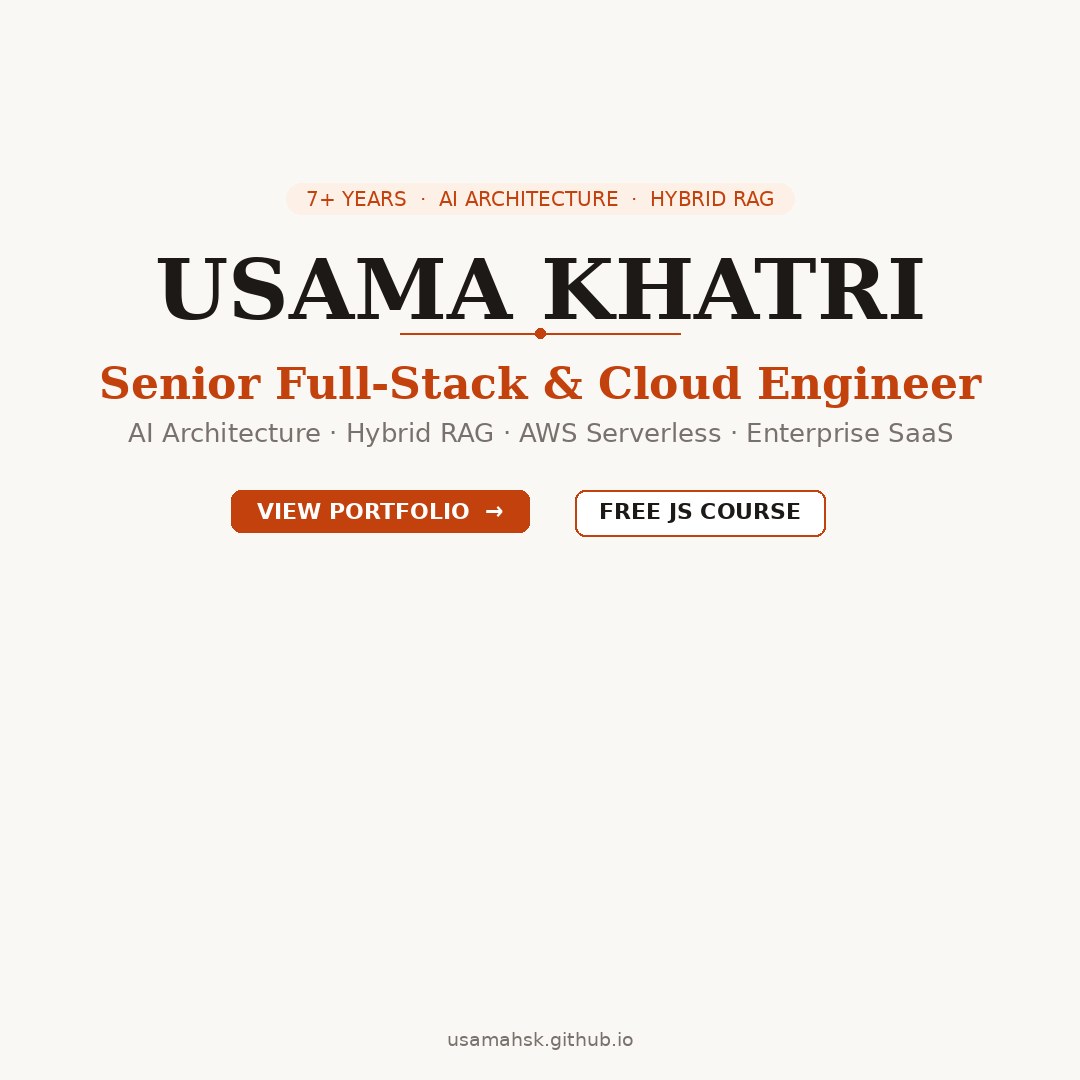 7+ YEARS · AI ARCHITECTURE · HYBRID RAG
USAMA KHATRI
Senior Full-Stack & Cloud Engineer
AI Architecture · Hybrid RAG · AWS Serverless · Enterprise SaaS
VIEW PORTFOLIO → FREE JS COURSE
usamahsk.github.io